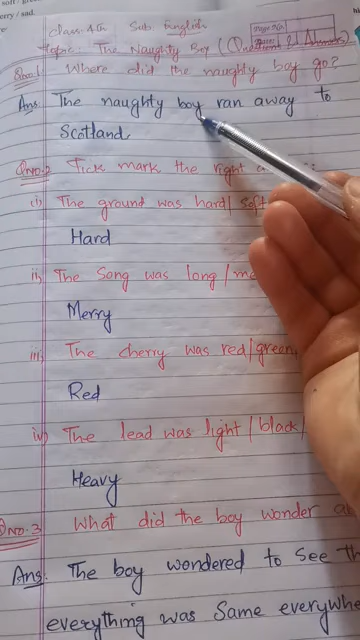 Class: 4th Sub: English
Topic: The Naughty Boy (Question & Answers)
Q.no.1 Where did the naughty boy go?
Ans: The naughty boy ran away to
Scotland
Q.no.2 Tick mark the right
i) The ground was hard/ soft
Hard
ii) The Song was long/
Merry
iii) The cherry was red/green,
Red
iv) The lead was light / black/
Heavy
Q.no.3 What did the boy wonder
Ans: The boy wondered to see
everything was same